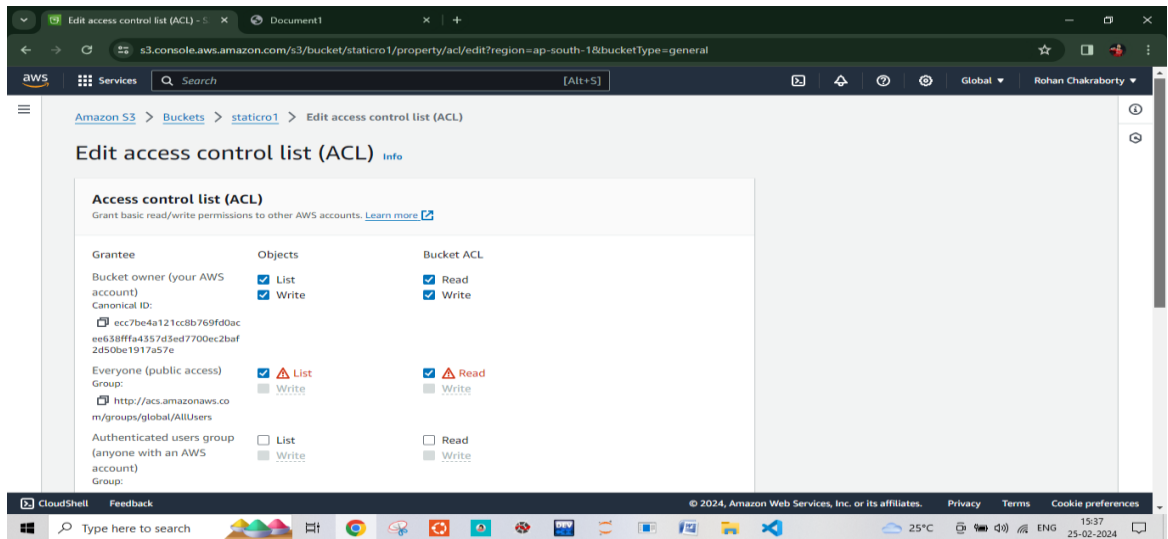 Edit access control list (ACL) - S
Document1
s3.console.aws.amazon.com/s3/bucket/staticro1/property/acl/edit?region=ap-south-1&bucketType=general
aws Services Search [Alt+S] Global Rohan Chakraborty
Amazon S3 > Buckets > staticro1 > Edit access control list (ACL)
Edit access control list (ACL) Info
Access control list (ACL)
Grant basic read/write permissions to other AWS accounts. Learn more
Grantee Objects Bucket ACL
Bucket owner (your AWS
account)
Canonical ID:
ecc7be4a121cc8b769fd0ac
ee638fffa4357d3ed7700ec2baf
2d50be1917a57e
List Read
Write Write
Everyone (public access)
Group:
http://acs.amazonaws.co
m/groups/global/AllUsers
List Read
Write Write
Authenticated users group
(anyone with an AWS
account)
Group:
List Read
Write Write
CloudShell Feedback © 2024, Amazon Web Services, Inc. or its affiliates. Privacy Terms Cookie preferences
Type here to search DEV 25°C ENG 15:37
25-02-2024